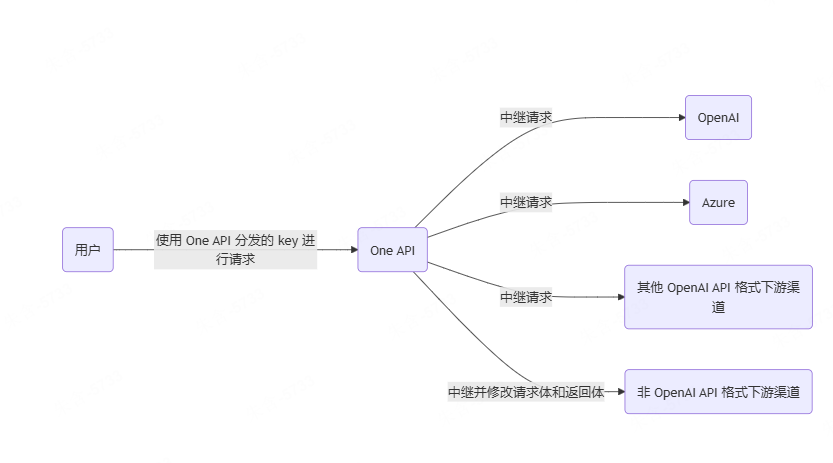 中继请求
OpenAI
中继请求
Azure
用户
使用 One API 分发的 key 进
行请求
One API
中继请求
其他 OpenAI API 格式下游渠
道
中继并修改请求体和返回体
非 OpenAI API 格式下游渠道